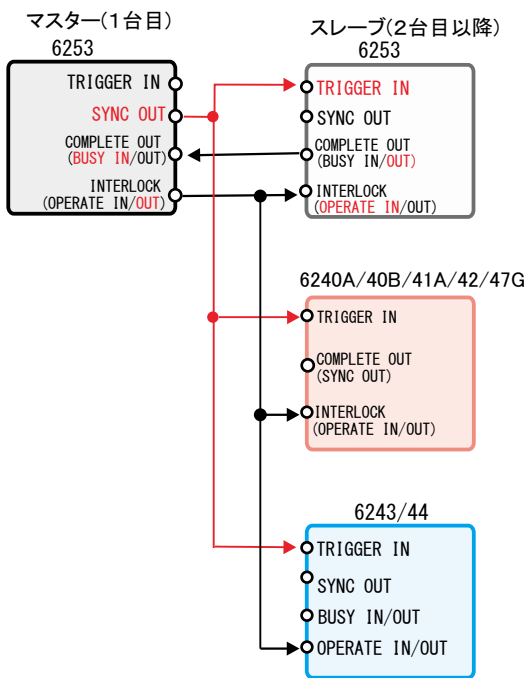 マスター(1台目)
6253
TRIGGER IN
SYNC OUT
COMPLETE OUT
(BUSY IN/OUT)
INTERLOCK
(OPERATE IN/OUT)
スレーブ(2台目以降)
6253
TRIGGER IN
SYNC OUT
COMPLETE OUT
(BUSY IN/OUT)
INTERLOCK
(OPERATE IN/OUT)
6240A/40B/41A/42/47G
TRIGGER IN
COMPLETE OUT
(SYNC OUT)
INTERLOCK
(OPERATE IN/OUT)
6243/44
TRIGGER IN
SYNC OUT
BUSY IN/OUT
OPERATE IN/OUT